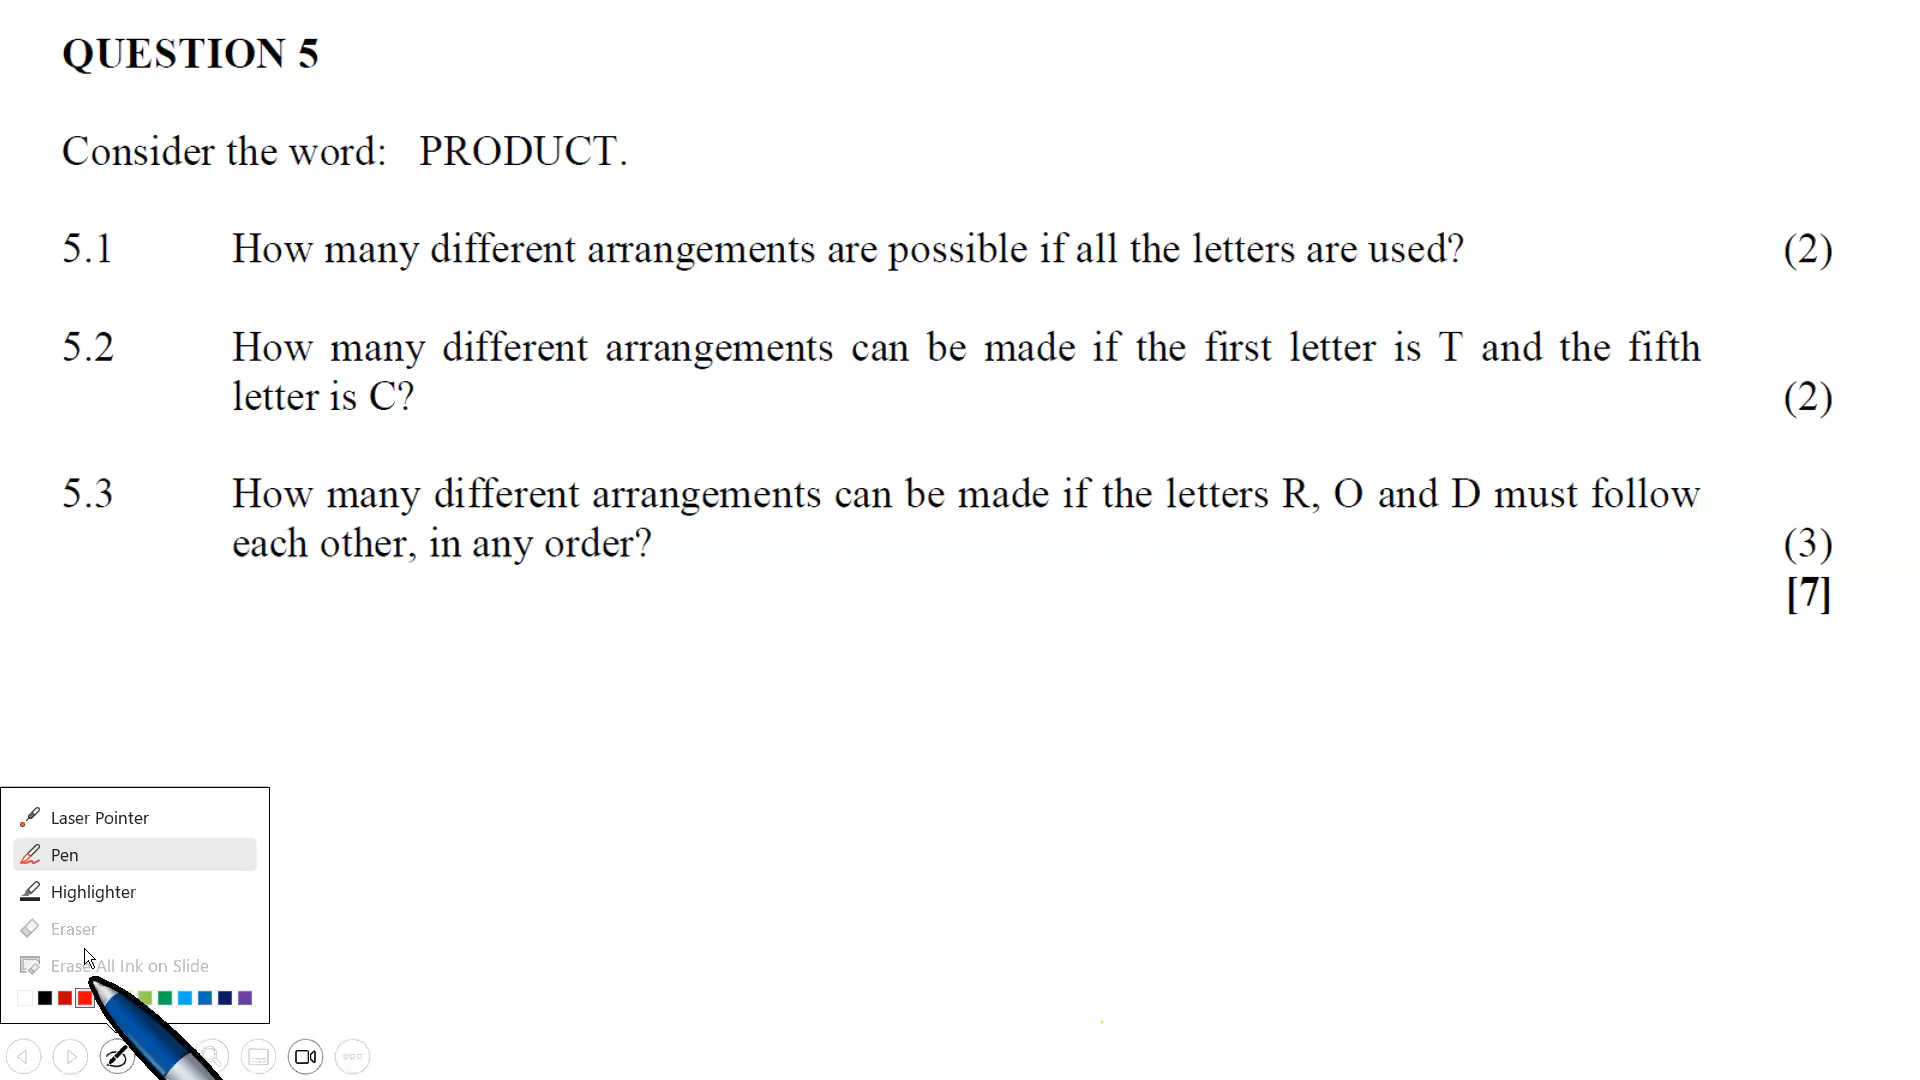 QUESTION 5
Consider the word: PRODUCT.
5.1 How many different arrangements are possible if all the letters are used? (2)
5.2 How many different arrangements can be made if the first letter is T and the fifth
letter is C? (2)
5.3 How many different arrangements can be made if the letters R, O and D must follow
each other, in any order? (3)
[7]
Laser Pointer
Pen
Highlighter
Eraser
Erase All Ink on Slide